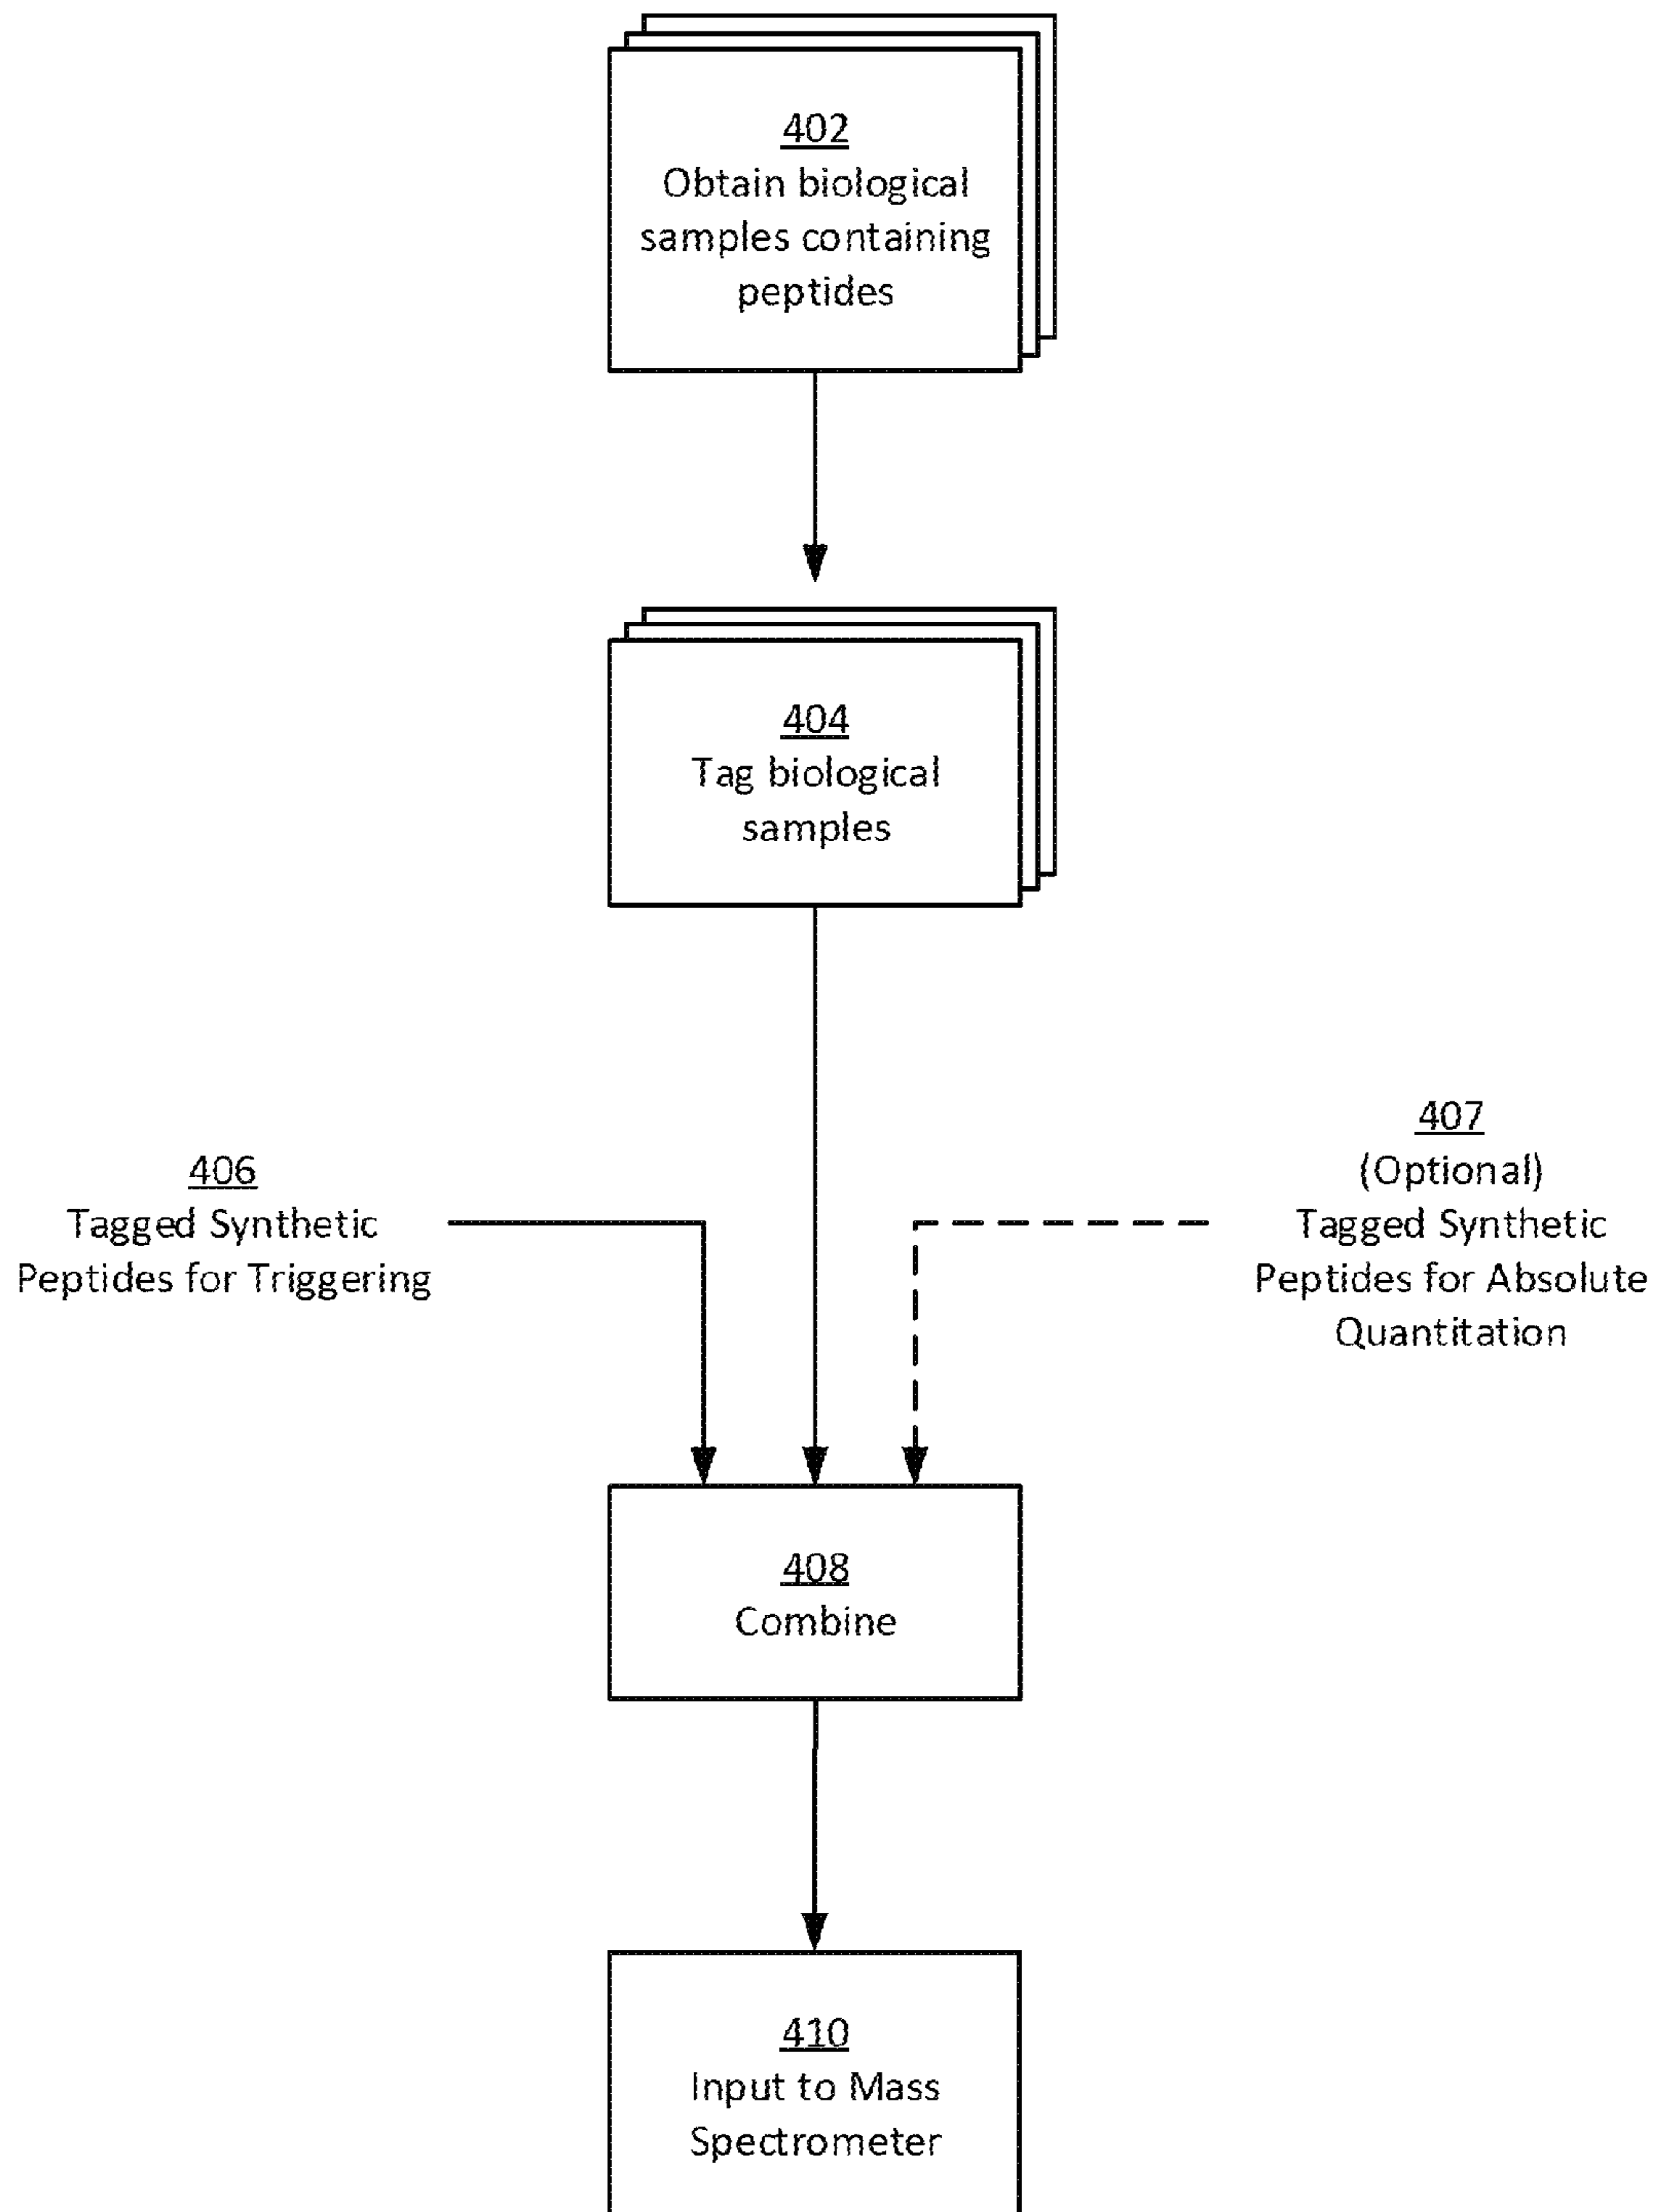 402
Obtain biological
samples containing
peptides
404
Tag biological
samples
406
Tagged Synthetic
Peptides for Triggering
407
(Optional)
Tagged Synthetic
Peptides for Absolute
Quantitation
408
Combine
410
Input to Mass
Spectrometer